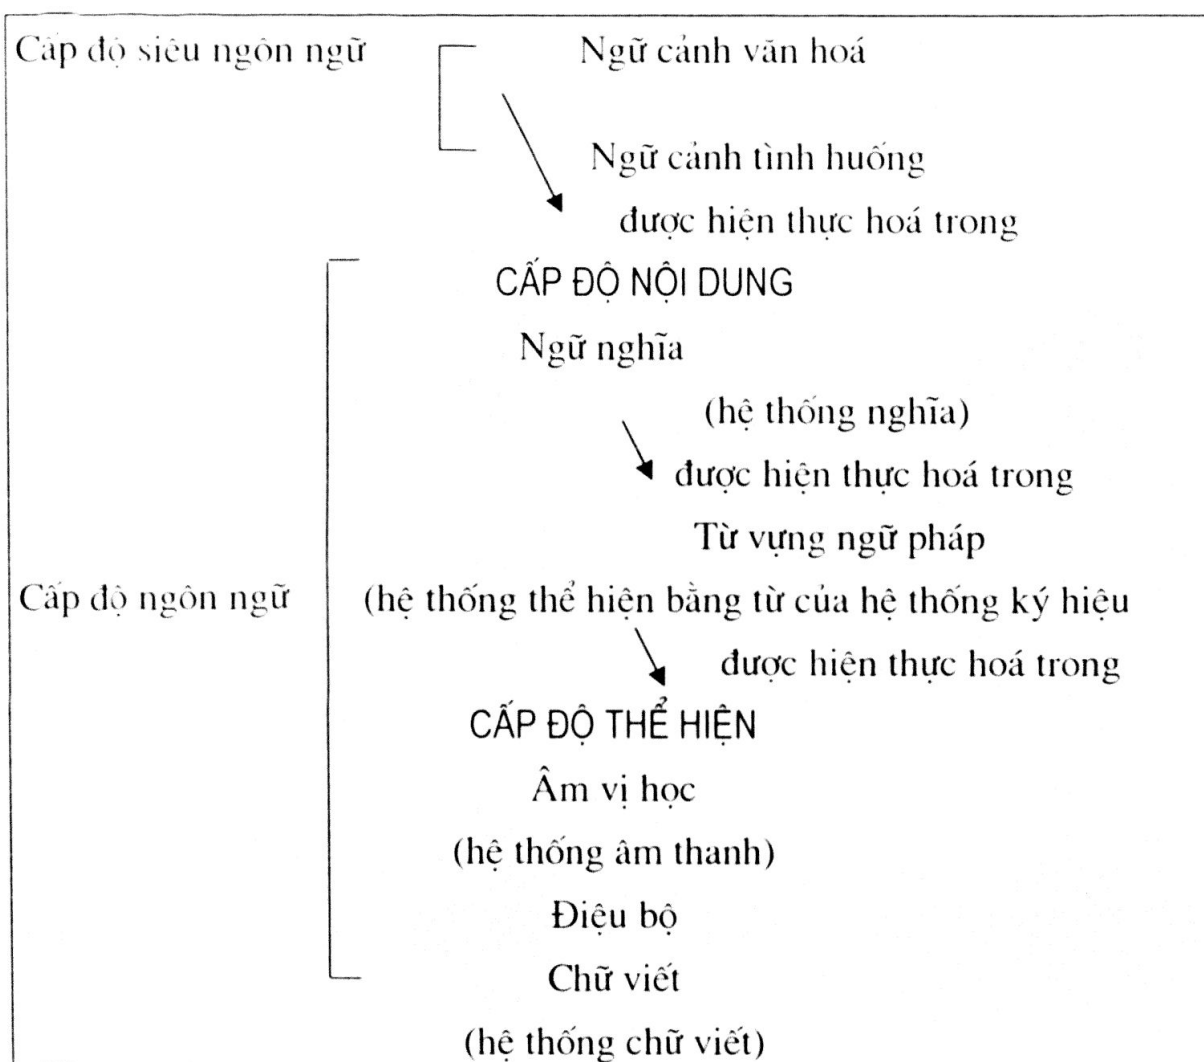 Cấp độ siêu ngôn ngữ Ngữ cảnh văn hoá
Ngữ cảnh tình huống
được hiện thực hoá trong
CẤP ĐỘ NỘI DUNG
Ngữ nghĩa
(hệ thống nghĩa)
được hiện thực hoá trong
Từ vựng ngữ pháp
Cấp độ ngôn ngữ (hệ thống thể hiện bằng từ của hệ thống ký hiệu
được hiện thực hoá trong
CẤP ĐỘ THỂ HIỆN
Âm vị học
(hệ thống âm thanh)
Điệu bộ
Chữ viết
(hệ thống chữ viết)